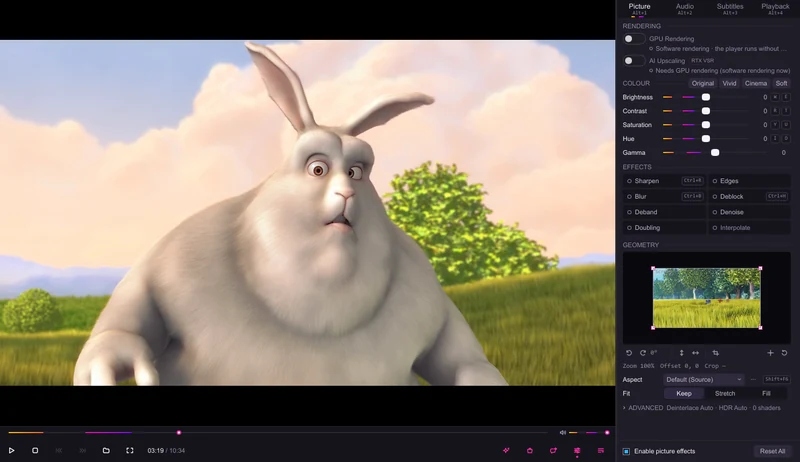 Picture Audio Subtitles Playback
Alt+1 Alt+2 Alt+3 Alt+4
RENDERING
GPU Rendering
Software rendering · the player runs without ...
AI Upscaling RTX VSR
Needs GPU rendering (software rendering now)
COLOUR Original Vivid Cinema Soft
Brightness 0
Contrast 0
Saturation 0
Hue 0
Gamma 0
EFFECTS
Sharpen Edges
Blur Deblock
Deband Denoise
Doubling Interpolate
GEOMETRY
0°
Zoom 100% Offset 0, 0 Crop —
Aspect Default (Source) Shift+F6
Fit Keep Stretch Fill
ADVANCED Deinterlace Auto · HDR Auto · 0 shaders
03:19 / 10:34
Enable picture effects Reset All